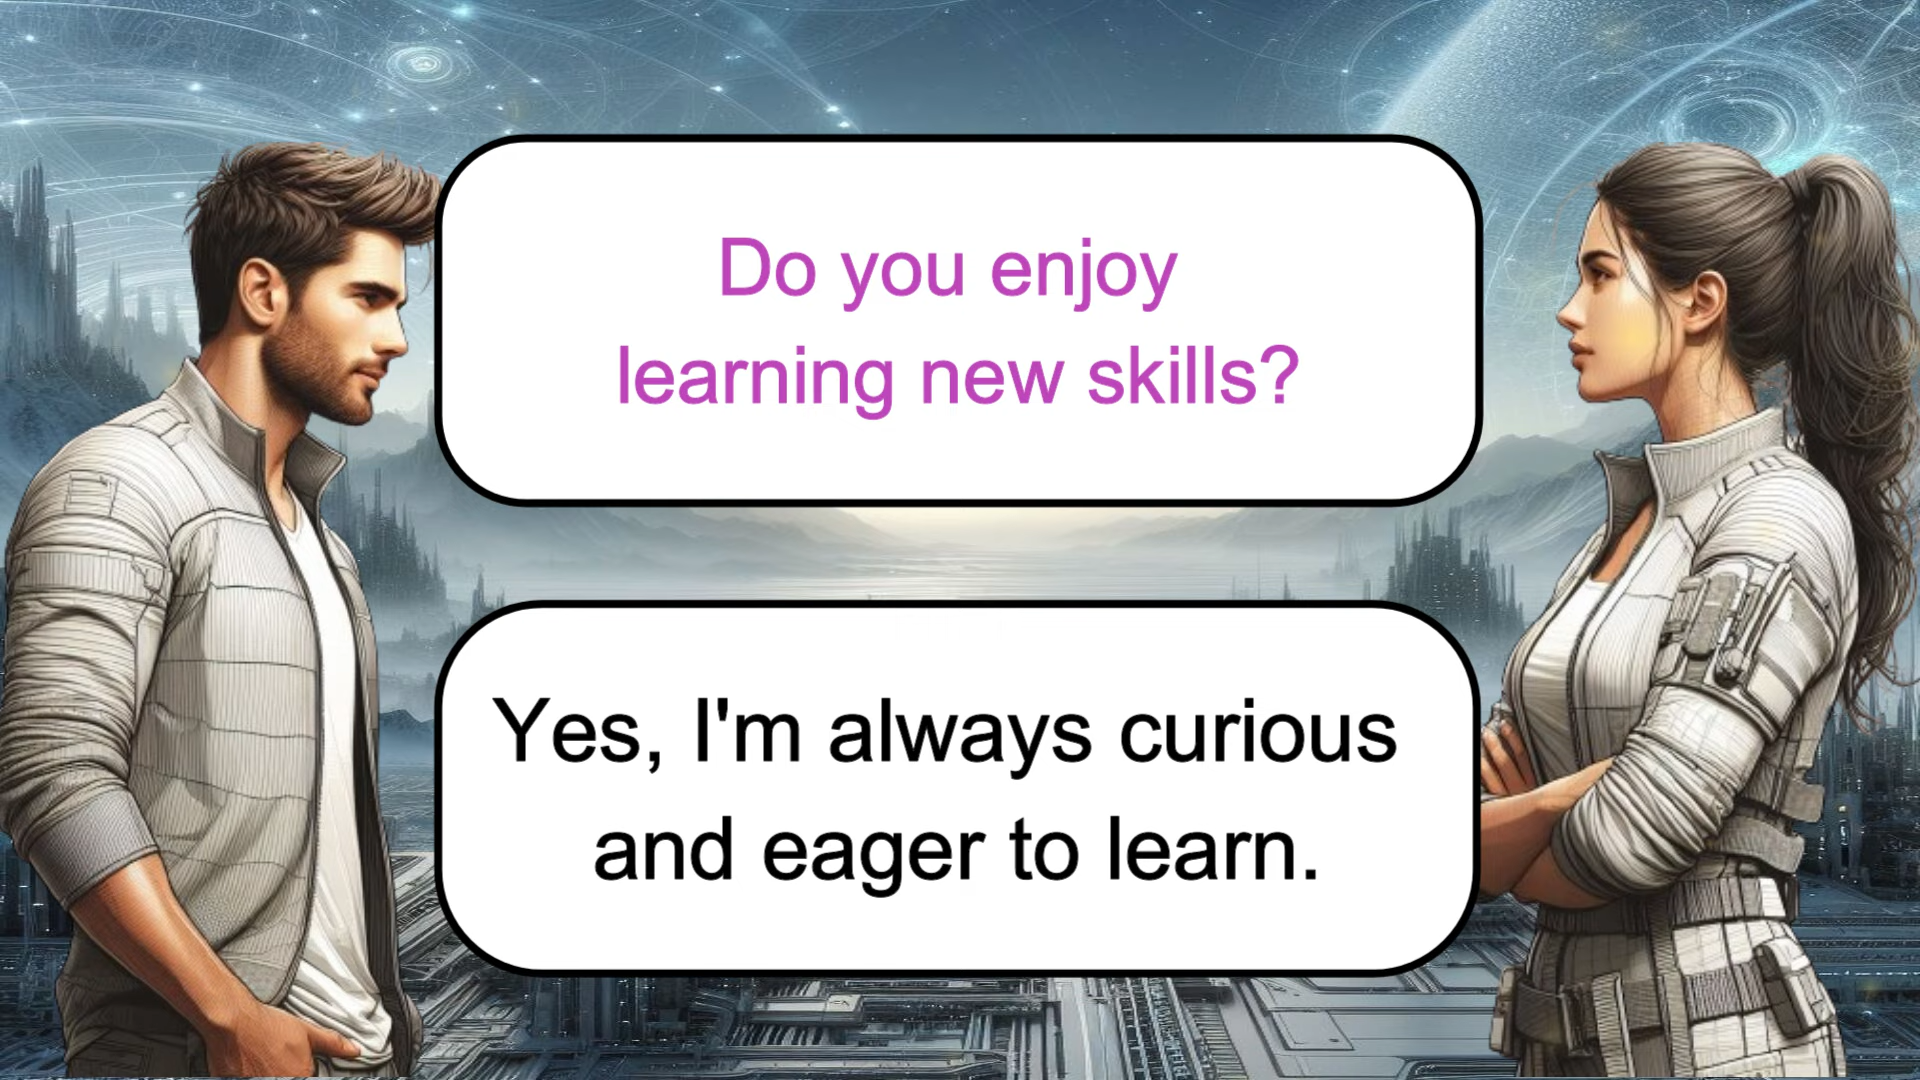 Do you enjoy
learning new skills?
Yes, I'm always curious
and eager to learn.